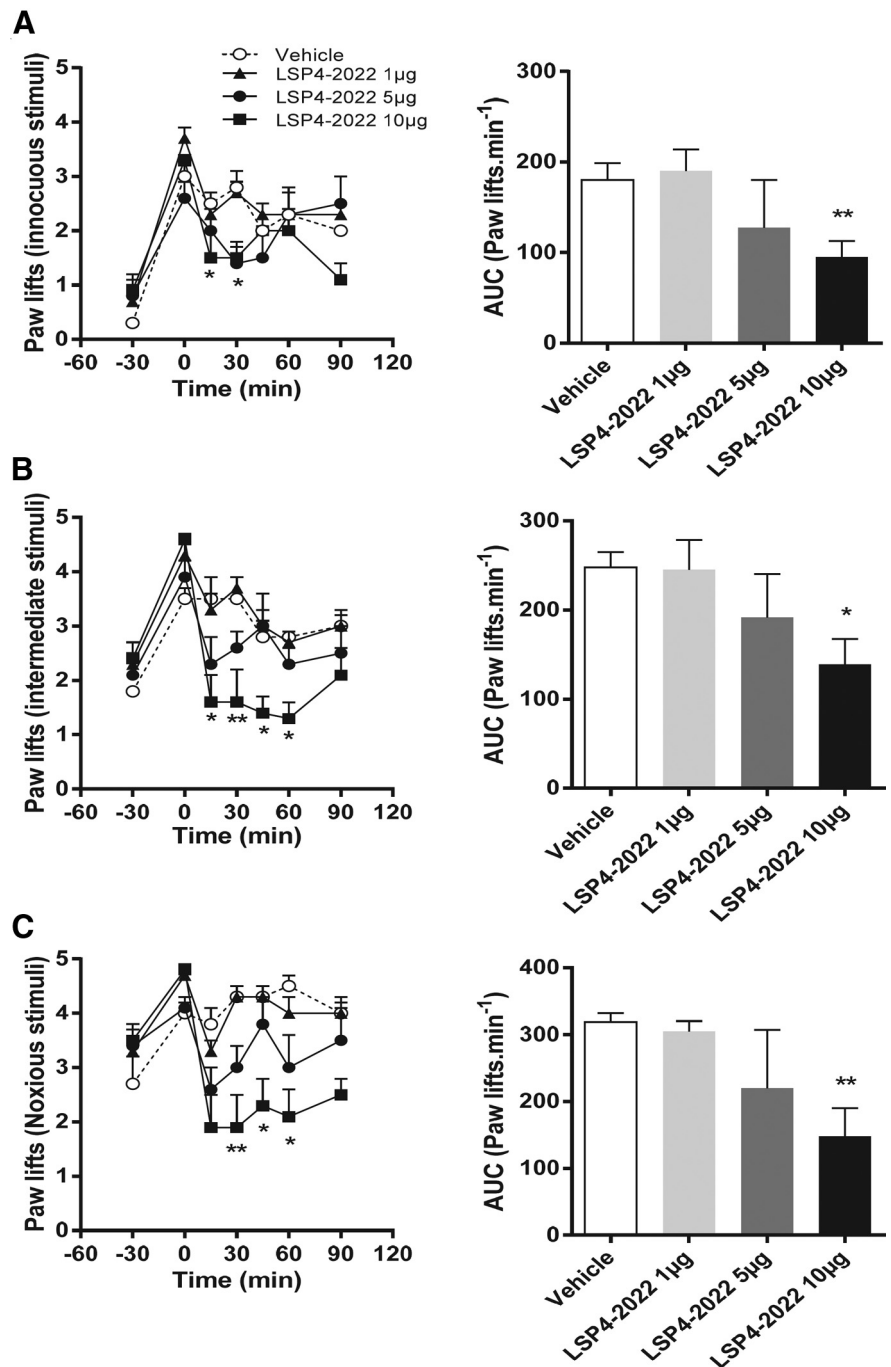 A
Vehicle
LSP4-2022 1µg
LSP4-2022 5µg
LSP4-2022 10µg
Paw lifts (innocuous stimuli)
5
4
3
2
1
0
-60 -30 0 30 60 90 120
Time (min)
* *
AUC (Paw lifts.min-1)
300
200
100
0
**
Vehicle
LSP4-2022 1µg
LSP4-2022 5µg
LSP4-2022 10µg
B
Paw lifts (intermediate stimuli)
5
4
3
2
1
0
-60 -30 0 30 60 90 120
Time (min)
* ** * *
AUC (Paw lifts.min-1)
300
200
100
0
*
Vehicle
LSP4-2022 1µg
LSP4-2022 5µg
LSP4-2022 10µg
C
Paw lifts (Noxious stimuli)
5
4
3
2
1
0
-60 -30 0 30 60 90 120
Time (min)
** * *
AUC (Paw lifts.min-1)
400
300
200
100
0
**
Vehicle
LSP4-2022 1µg
LSP4-2022 5µg
LSP4-2022 10µg